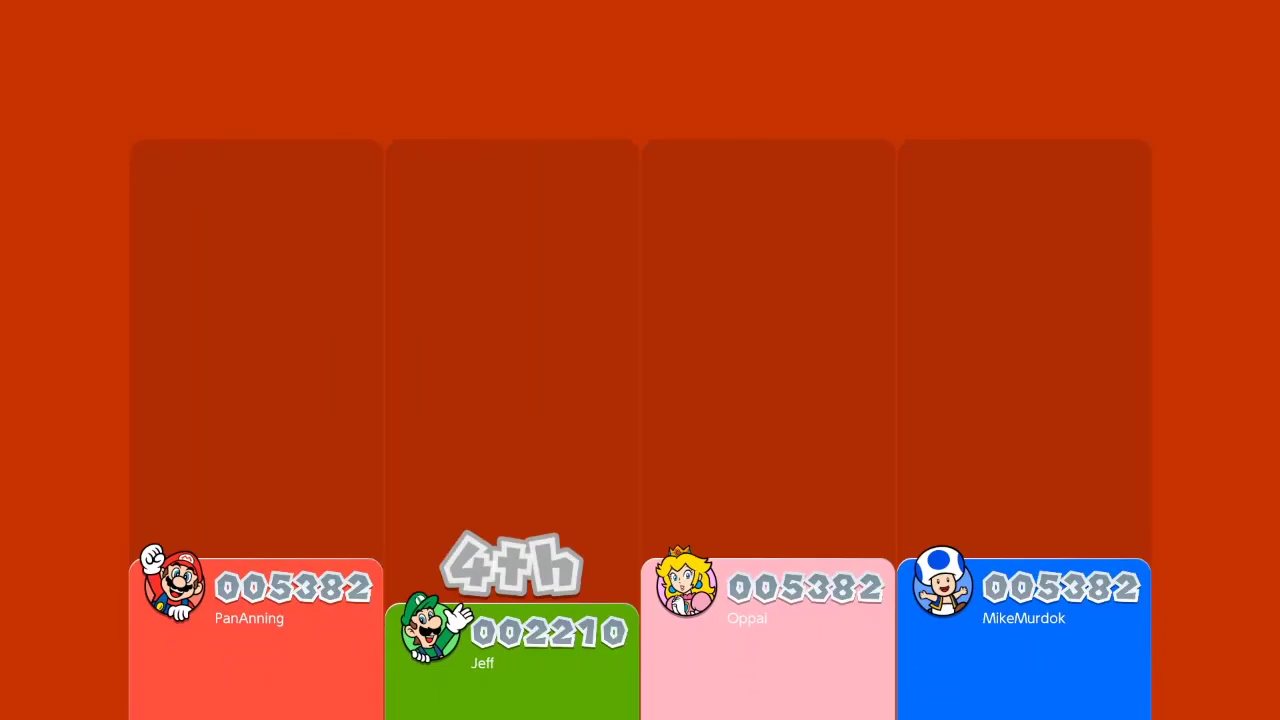 005382
PanAnning
4th
002210
Jeff
005382
Oppai
005382
MikeMurdok